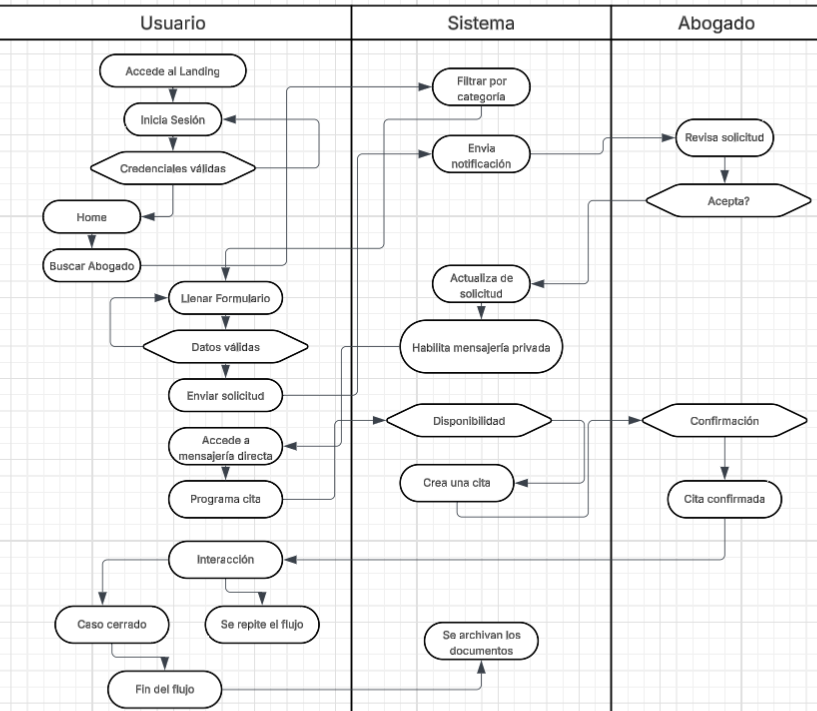 Usuario
Sistema
Abogado
Accede al Landing
Inicia Sesión
Credenciales válidas
Home
Buscar Abogado
Filtrar por
categoría
Llenar Formulario
Datos válidas
Enviar solicitud
Envia
notificación
Revisa solicitud
Acepta?
Actualiza de
solicitud
Habilita mensajería privada
Accede a
mensajería directa
Programa cita
Disponibilidad
Crea una cita
Confirmación
Cita confirmada
Interacción
Caso cerrado
Se repite el flujo
Fin del flujo
Se archivan los
documentos